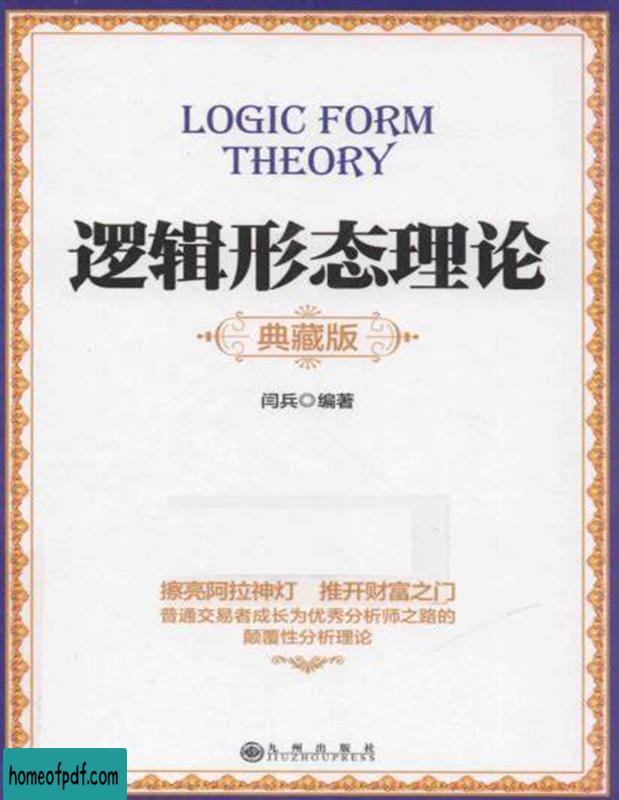 LOGIC FORM
THEORY
逻辑形态理论
典藏版
闫兵◎编著
擦亮阿拉神灯 推开财富之门
普通交易者成长为优秀分析师之路的
颠覆性分析理论
九州出版社
JIUZHOUPRESS
homeofpdf.com